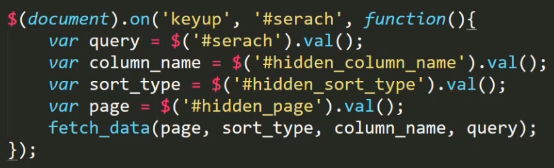 $(document).on('keyup', '#serach', function(){
    var query = $('#serach').val();
    var column_name = $('#hidden_column_name').val();
    var sort_type = $('#hidden_sort_type').val();
    var page = $('#hidden_page').val();
    fetch_data(page, sort_type, column_name, query);
});